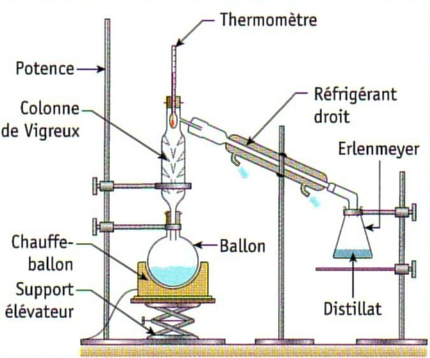 Thermomètre
Potence
Colonne
de Vigreux
Réfrigérant
droit
Erlenmeyer
Chauffe-
ballon
Ballon
Support
élévateur
Distillat